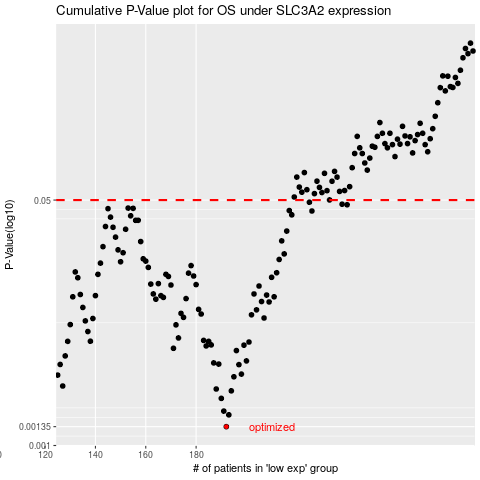 Cumulative P-Value plot for OS under SLC3A2 expression
P-Value(log10)
0.05
0.00135
0.001
optimized
0
120 140 160 180
# of patients in 'low exp' group